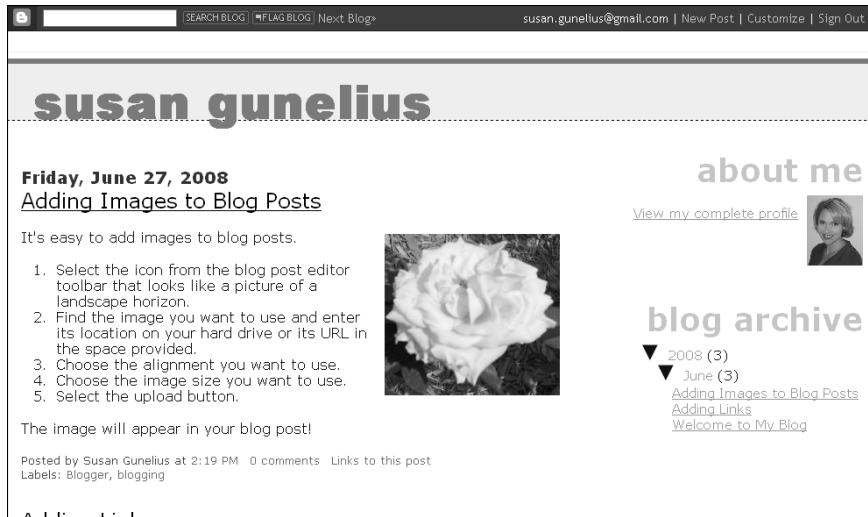 SEARCH BLOG FLAG BLOG Next Blog» susan.gunelius@gmail.com | New Post | Customize | Sign Out
susan gunelius
Friday, June 27, 2008
Adding Images to Blog Posts
It's easy to add images to blog posts.
1. Select the icon from the blog post editor
toolbar that looks like a picture of a
landscape horizon.
2. Find the image you want to use and enter
its location on your hard drive or its URL in
the space provided.
3. Choose the alignment you want to use.
4. Choose the image size you want to use.
5. Select the upload button.
The image will appear in your blog post!
Posted by Susan Gunelius at 2:19 PM 0 comments Links to this post
Labels: Blogger, blogging
about me
View my complete profile
blog archive
▼ 2008 (3)
▼ June (3)
Adding Images to Blog Posts
Adding Links
Welcome to My Blog